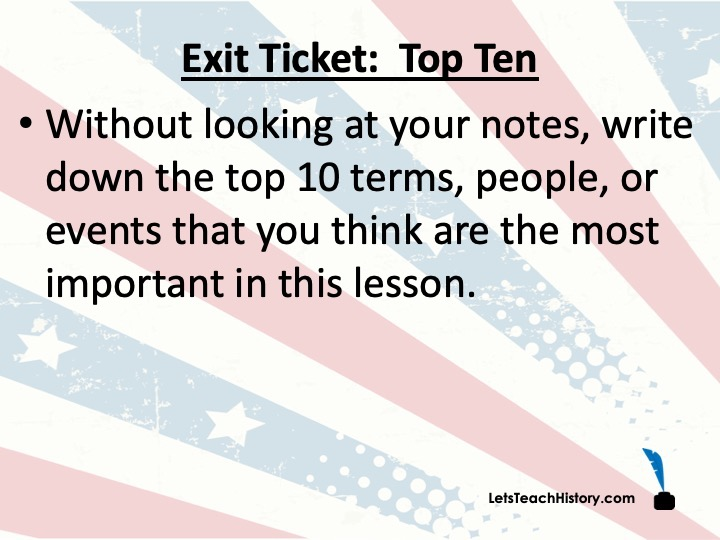 Exit Ticket:  Top Ten
• Without looking at your notes, write
down the top 10 terms, people, or
events that you think are the most
important in this lesson.
LetsTeachHistory.com